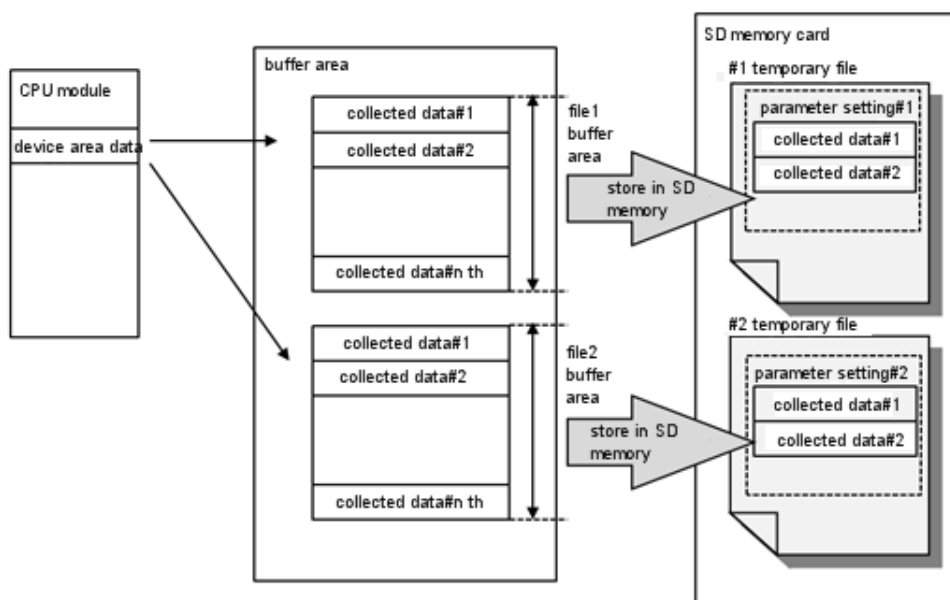 CPU module
device area data
buffer area
collected data#1
collected data#2
collected data#n th
file1
buffer
area
store in SD
memory
collected data#1
collected data#2
collected data#n th
file2
buffer
area
store in SD
memory
SD memory card
#1 temporary file
parameter setting#1
collected data#1
collected data#2
#2 temporary file
parameter setting#2
collected data#1
collected data#2